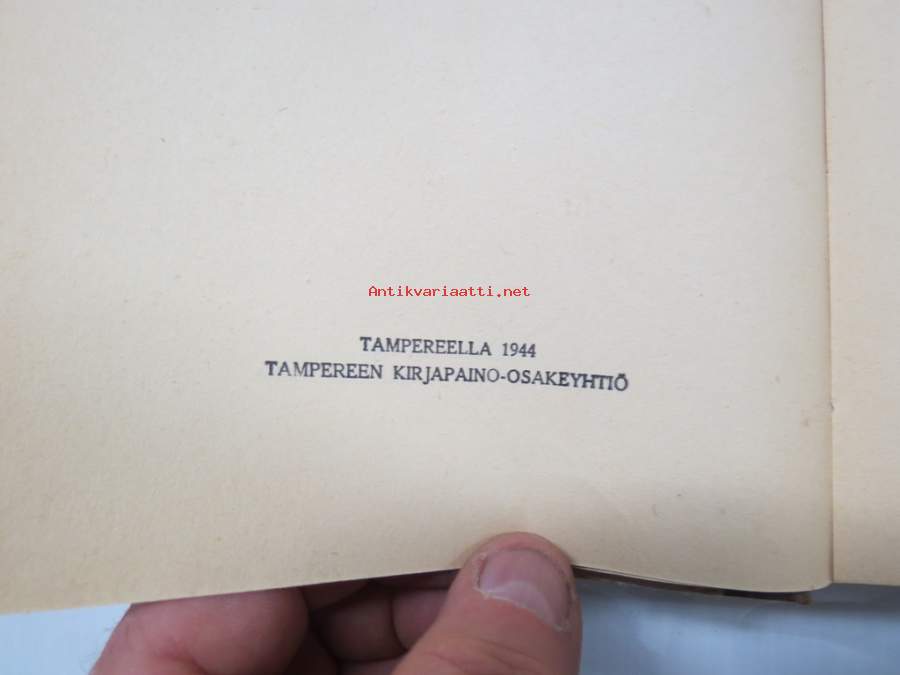 Antikvariaatti.net
TAMPEREELLA 1944
TAMPEREEN KIRJAPAINO-OSAKEYHTIÖ